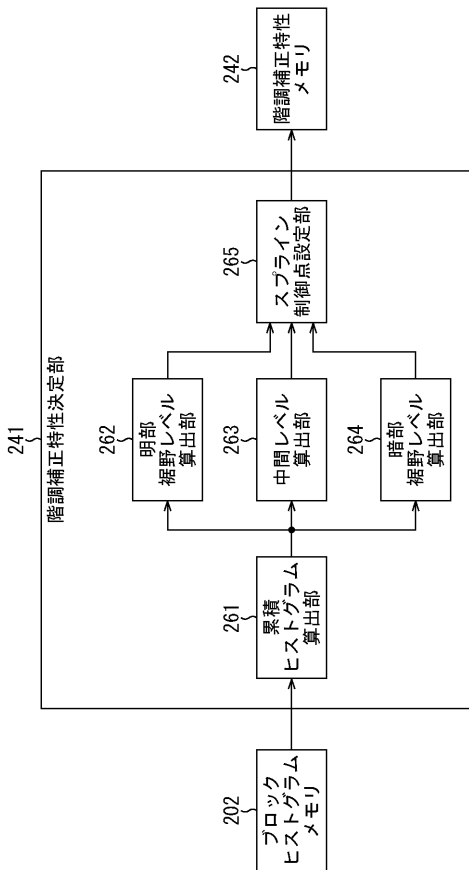 241
階調補正特性決定部
202
ブロック
ヒストグラム
メモリ
261
累積
ヒストグラム
算出部
262
明部
裾野レベル
算出部
263
中間レベル
算出部
264
暗部
裾野レベル
算出部
265
スプライン
制御点設定部
242
階調補正特性
メモリ